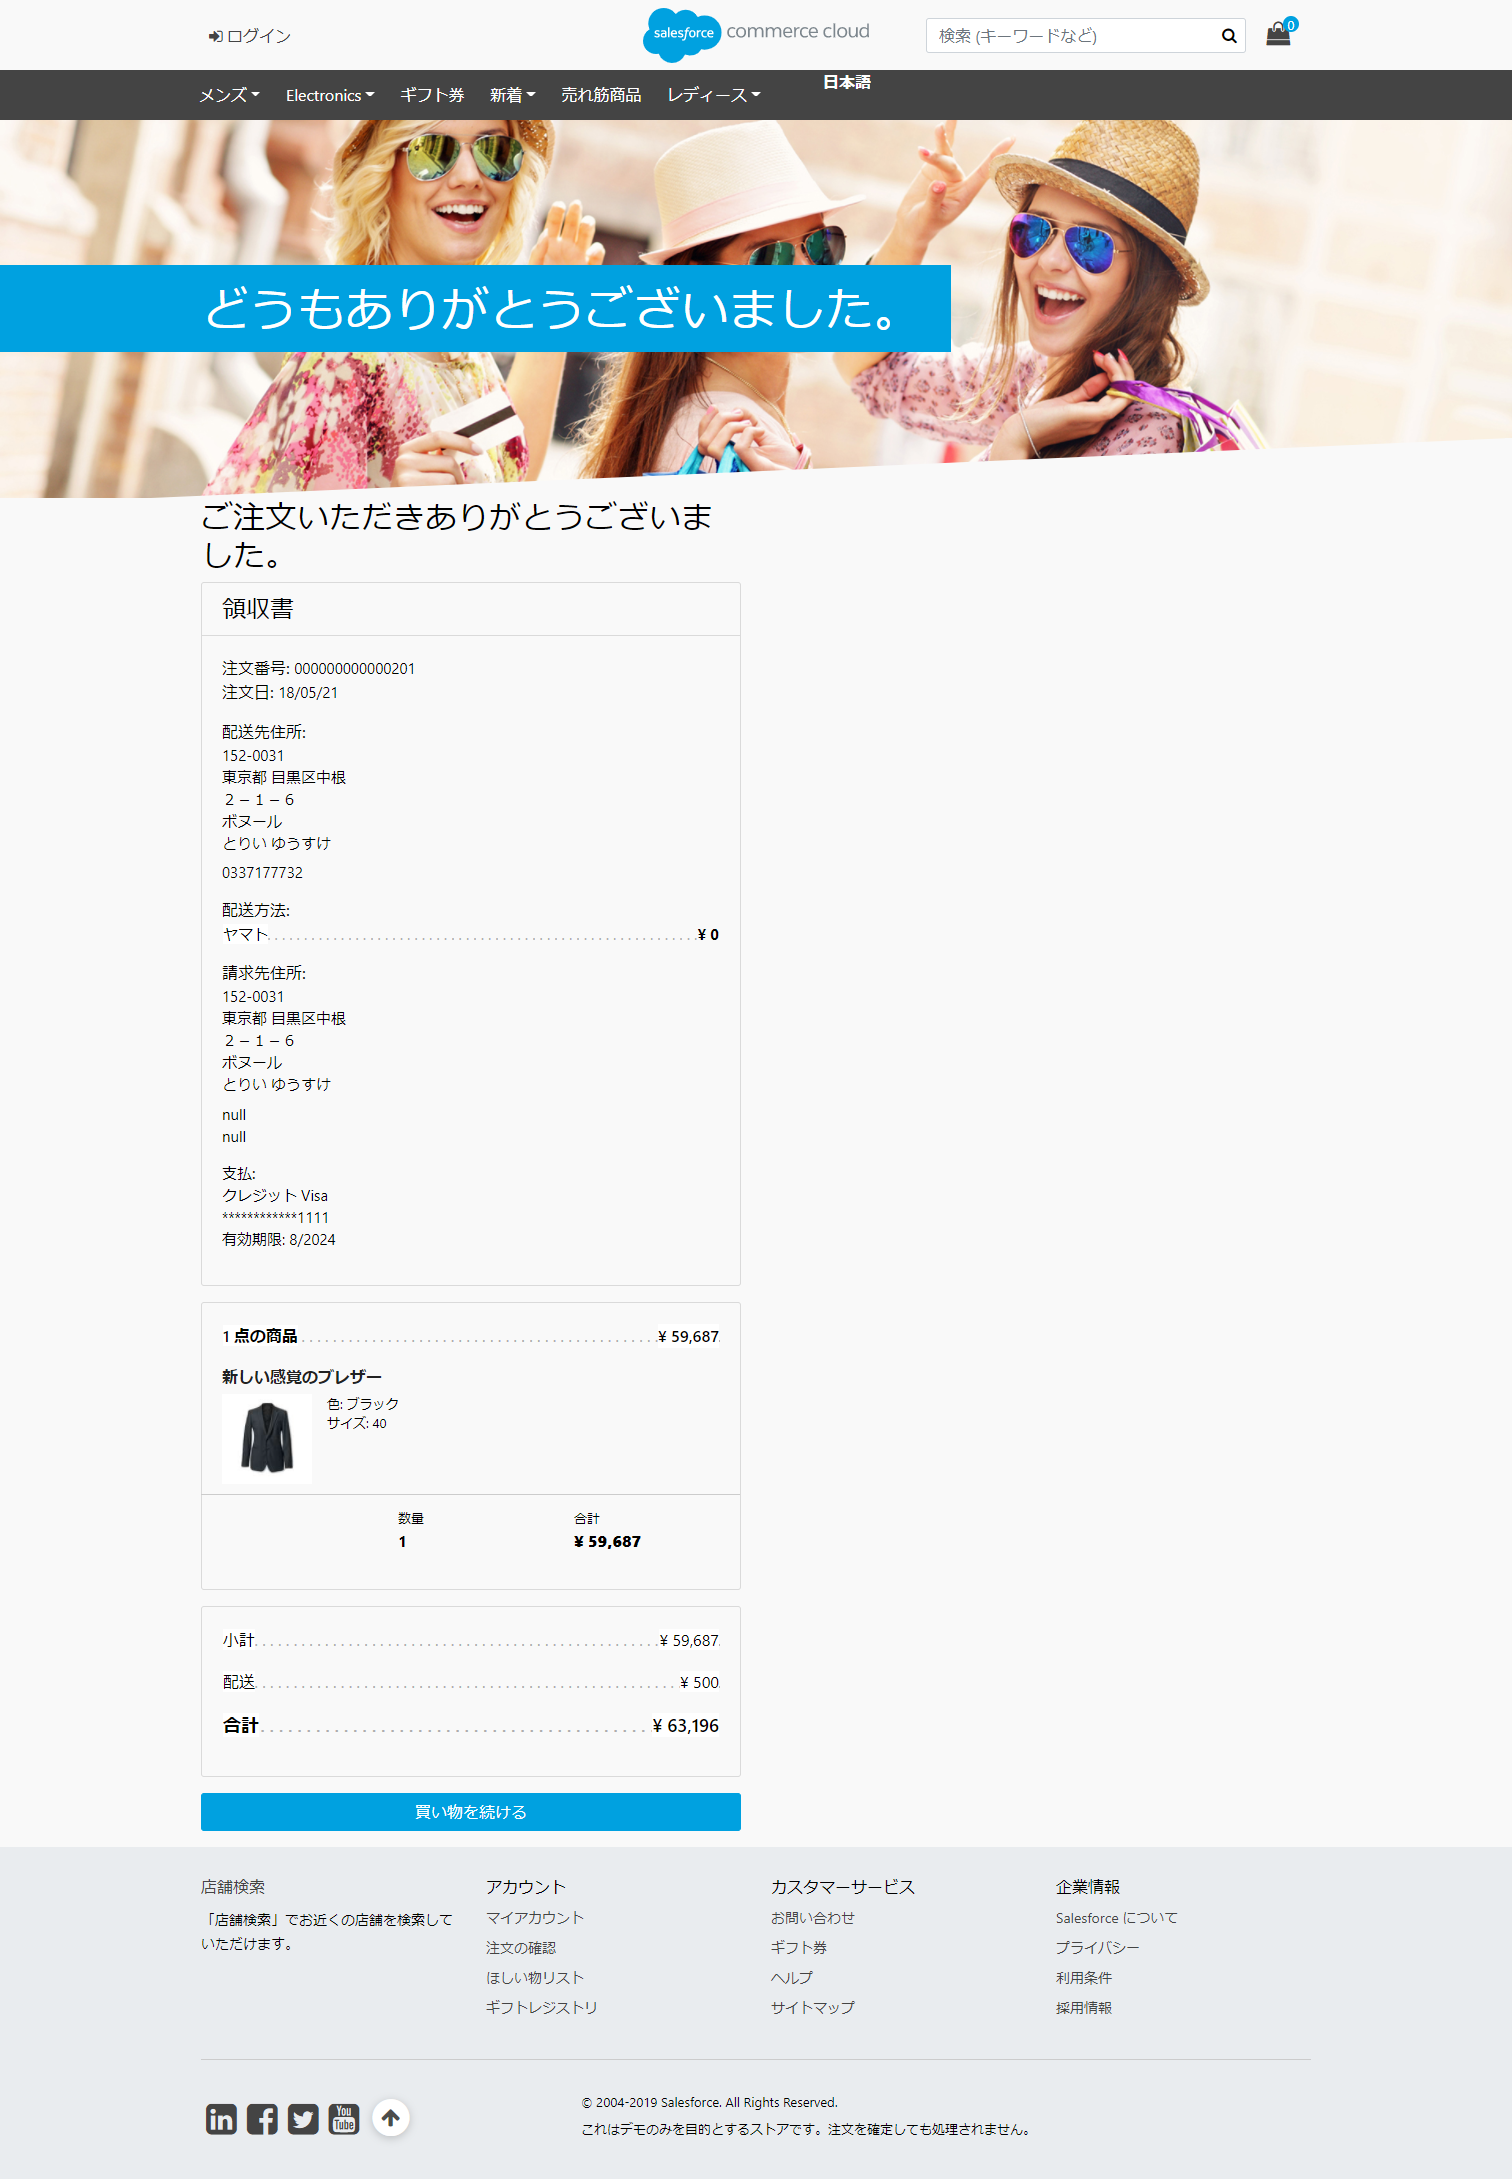 ログイン
salesforce commerce cloud
検索 (キーワードなど)
0
メンズ Electronics ギフト券 新着 売れ筋商品 レディース 日本語
どうもありがとうございました。
ご注文いただきありがとうございま
した。
領収書
注文番号: 000000000000201
注文日: 18/05/21
配送先住所:
152-0031
東京都 目黒区中根
２－１－６
ボヌール
とりい ゆうすけ
0337177732
配送方法:
ヤマト ¥ 0
請求先住所:
152-0031
東京都 目黒区中根
２－１－６
ボヌール
とりい ゆうすけ
null
null
支払:
クレジット Visa
************1111
有効期限: 8/2024
1 点の商品 ¥ 59,687
新しい感覚のブレザー
色: ブラック
サイズ: 40
数量 合計
1 ¥ 59,687
小計 ¥ 59,687
配送 ¥ 500
合計 ¥ 63,196
買い物を続ける
店舗検索
「店舗検索」でお近くの店舗を検索して
いただけます。
アカウント
マイアカウント
注文の確認
ほしい物リスト
ギフトレジストリ
カスタマーサービス
お問い合わせ
ギフト券
ヘルプ
サイトマップ
企業情報
Salesforce について
プライバシー
利用条件
採用情報
in
You
Tube
© 2004-2019 Salesforce. All Rights Reserved.
これはデモのみを目的とするストアです。注文を確定しても処理されません。